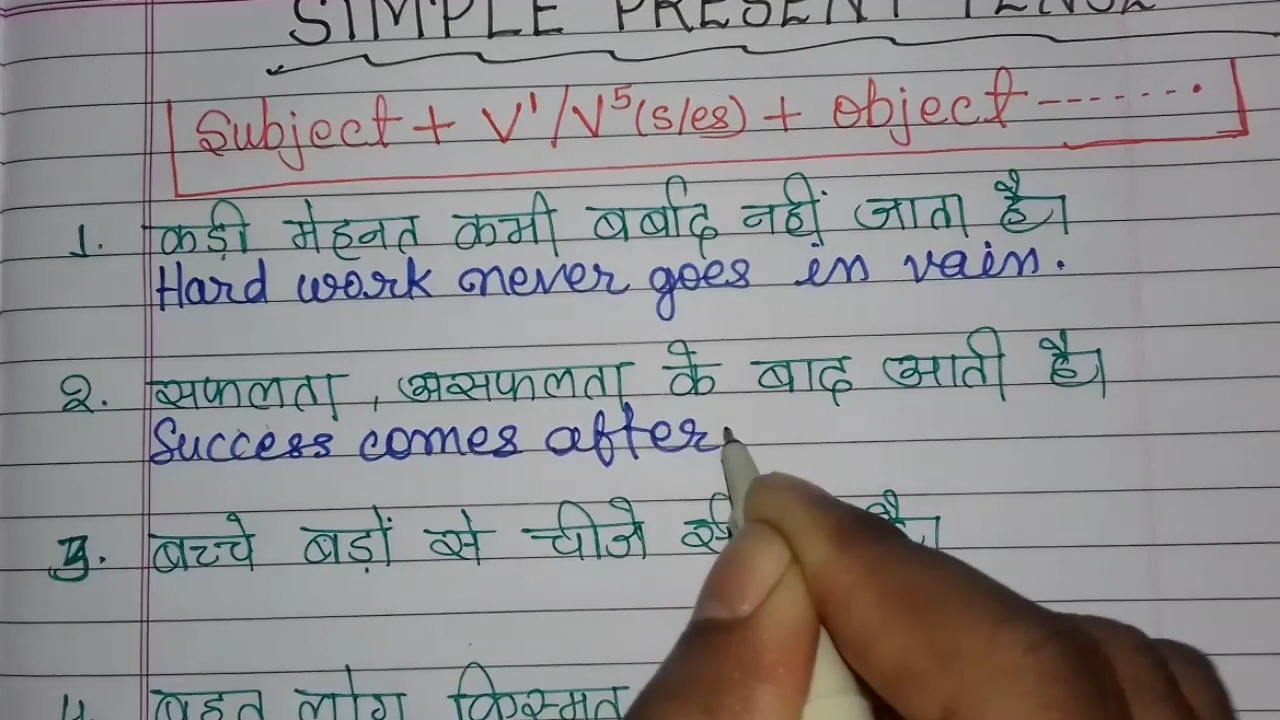 SIMPLE PRESENT TENSE
Subject + V¹/V⁵(s/es) + object-------
1. कड़ी मेहनत कभी बर्बाद नहीं जाता है।
Hard work never goes in vain.
2. सफलता, असफलता के बाद आती है।
Success comes after
3. बच्चे बड़ों से चीजे है।
4. बहुत लोग किस्मत